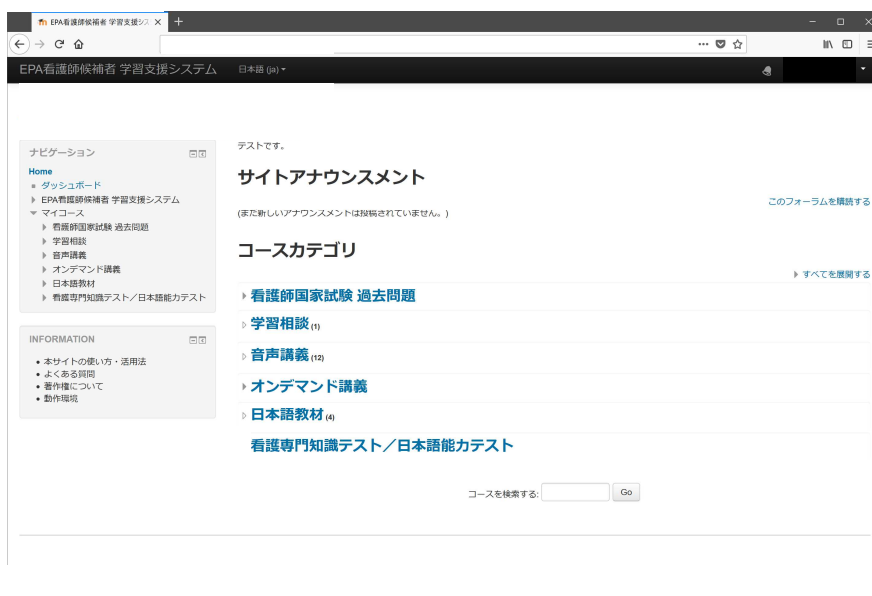 EPA看護師候補者 学習支援シス
EPA看護師候補者 学習支援システム 日本語 (ja)
ナビゲーション
Home
ダッシュボード
EPA看護師候補者 学習支援システム
マイコース
看護師国家試験 過去問題
学習相談
音声講義
オンデマンド講義
日本語教材
看護専門知識テスト／日本語能力テスト
INFORMATION
本サイトの使い方・活用法
よくある質問
著作権について
動作環境
テストです。
サイトアナウンスメント
このフォーラムを購読する
(まだ新しいアナウンスメントは投稿されていません。)
コースカテゴリ
すべてを展開する
看護師国家試験 過去問題
学習相談 (1)
音声講義 (12)
オンデマンド講義
日本語教材 (4)
看護専門知識テスト／日本語能力テスト
コースを検索する: Go